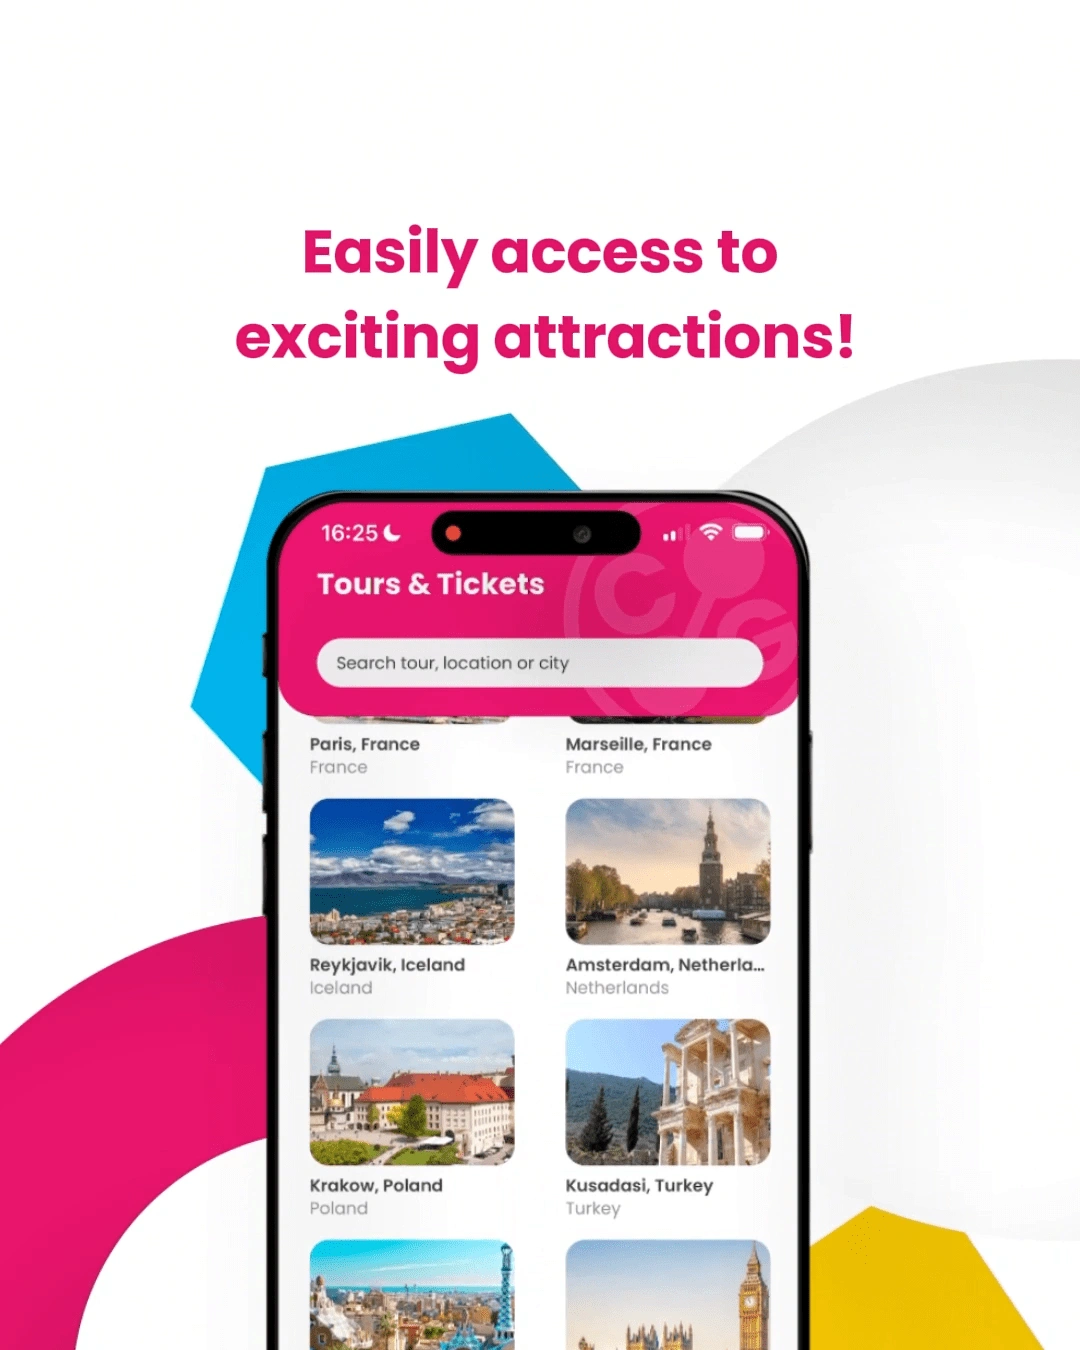 Easily access to
exciting attractions!
16:25
Tours & Tickets
CG
Search tour, location or city
Paris, France
France
Marseille, France
France
Reykjavik, Iceland
Iceland
Amsterdam, Netherla...
Netherlands
Krakow, Poland
Poland
Kusadasi, Turkey
Turkey